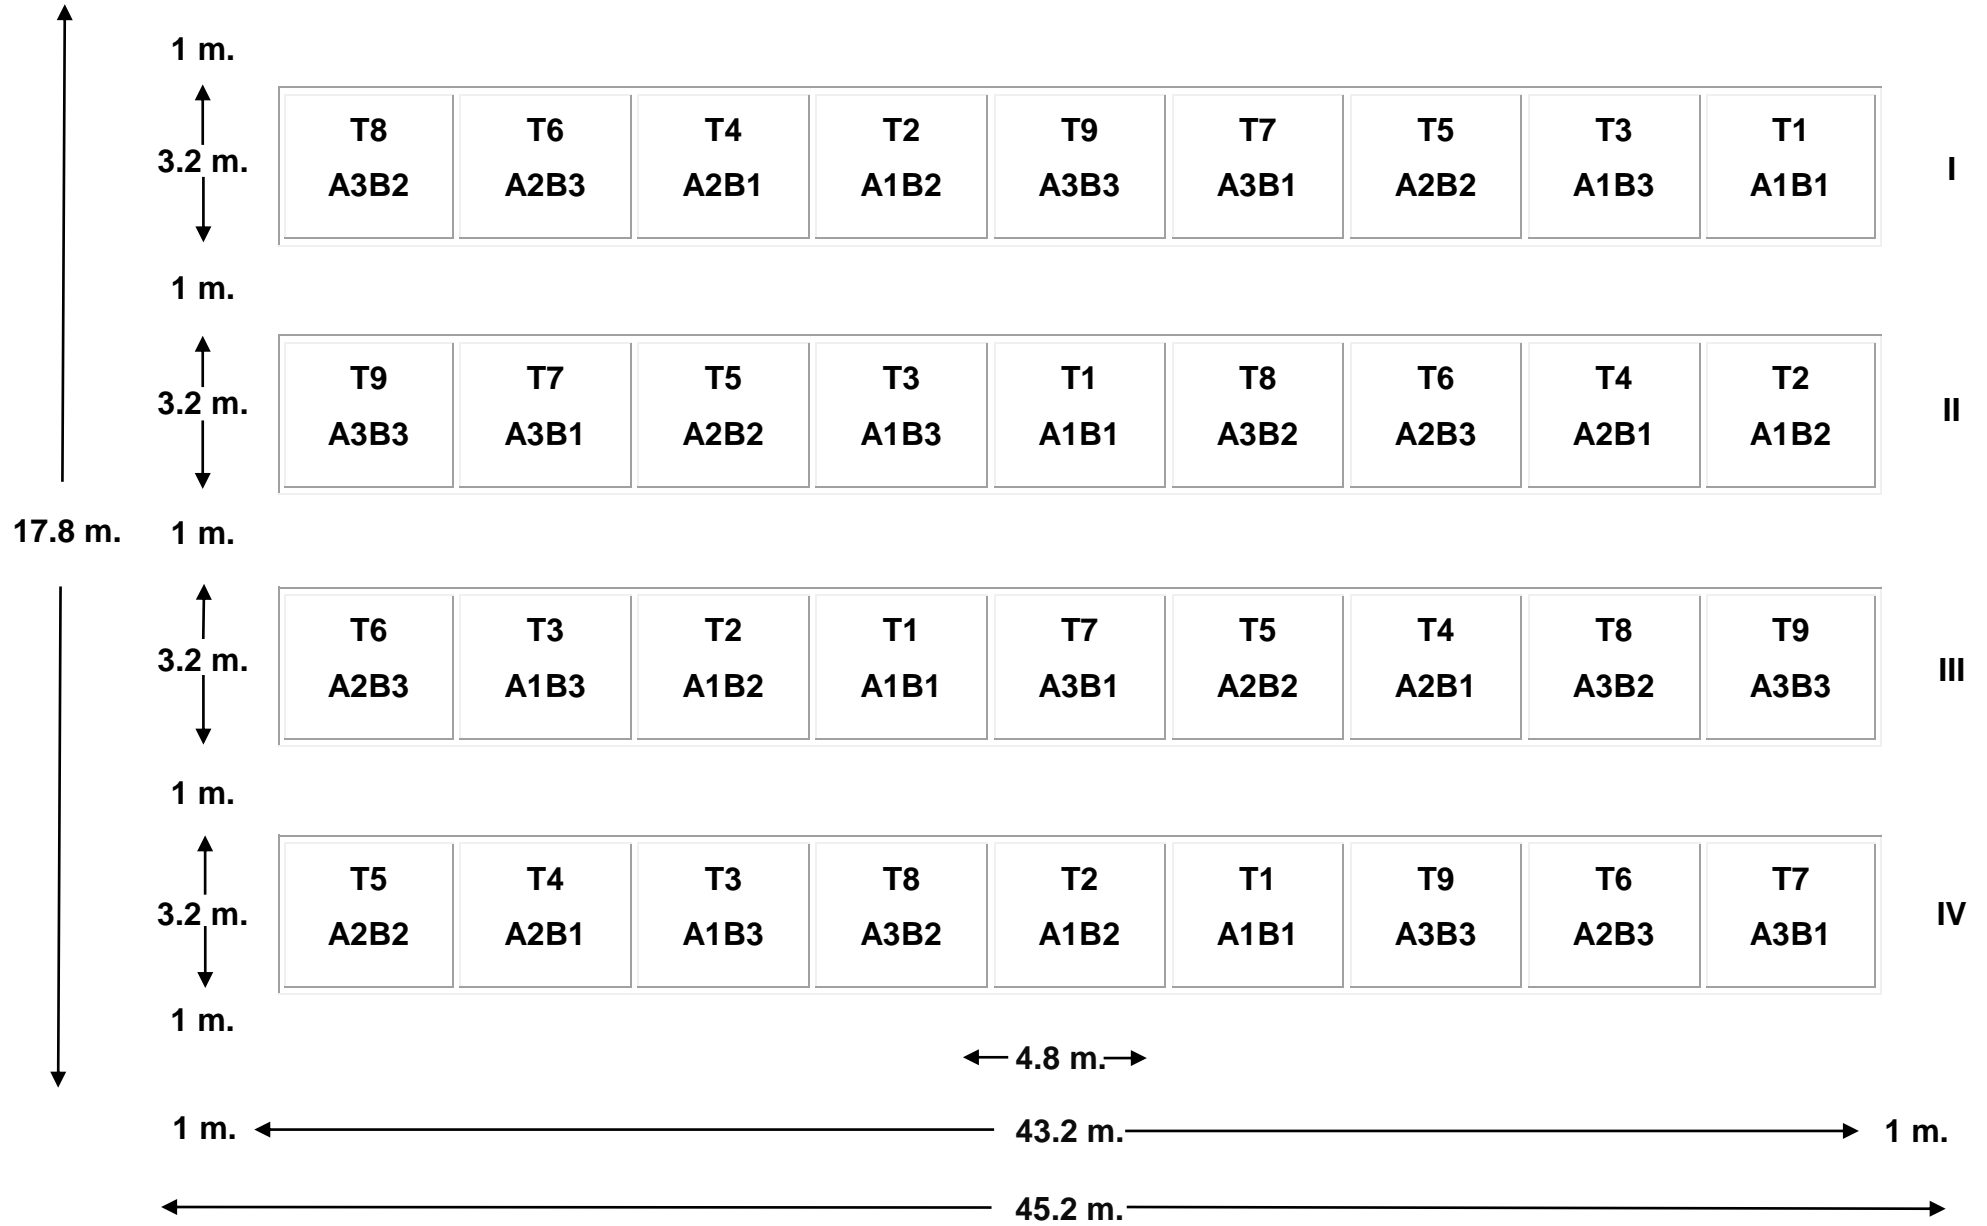 1 m.
T8 T6 T4 T2 T9 T7 T5 T3 T1
3.2 m. I
A3B2 A2B3 A2B1 A1B2 A3B3 A3B1 A2B2 A1B3 A1B1
1 m.
T9 T7 T5 T3 T1 T8 T6 T4 T2
3.2 m. II
A3B3 A3B1 A2B2 A1B3 A1B1 A3B2 A2B3 A2B1 A1B2
17.8 m. 1 m.
T6 T3 T2 T1 T7 T5 T4 T8 T9
3.2 m. III
A2B3 A1B3 A1B2 A1B1 A3B1 A2B2 A2B1 A3B2 A3B3
1 m.
T5 T4 T3 T8 T2 T1 T9 T6 T7
3.2 m. IV
A2B2 A2B1 A1B3 A3B2 A1B2 A1B1 A3B3 A2B3 A3B1
1 m.
4.8 m.
1 m. 43.2 m. 1 m.
45.2 m.